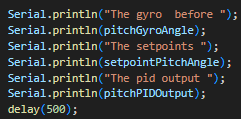 Serial.println("The gyro  before ");
Serial.println(pitchGyroAngle);
Serial.println("The setpoints ");
Serial.println(setpointPitchAngle);
Serial.println("The pid output ");
Serial.println(pitchPIDOutput);
delay(500);